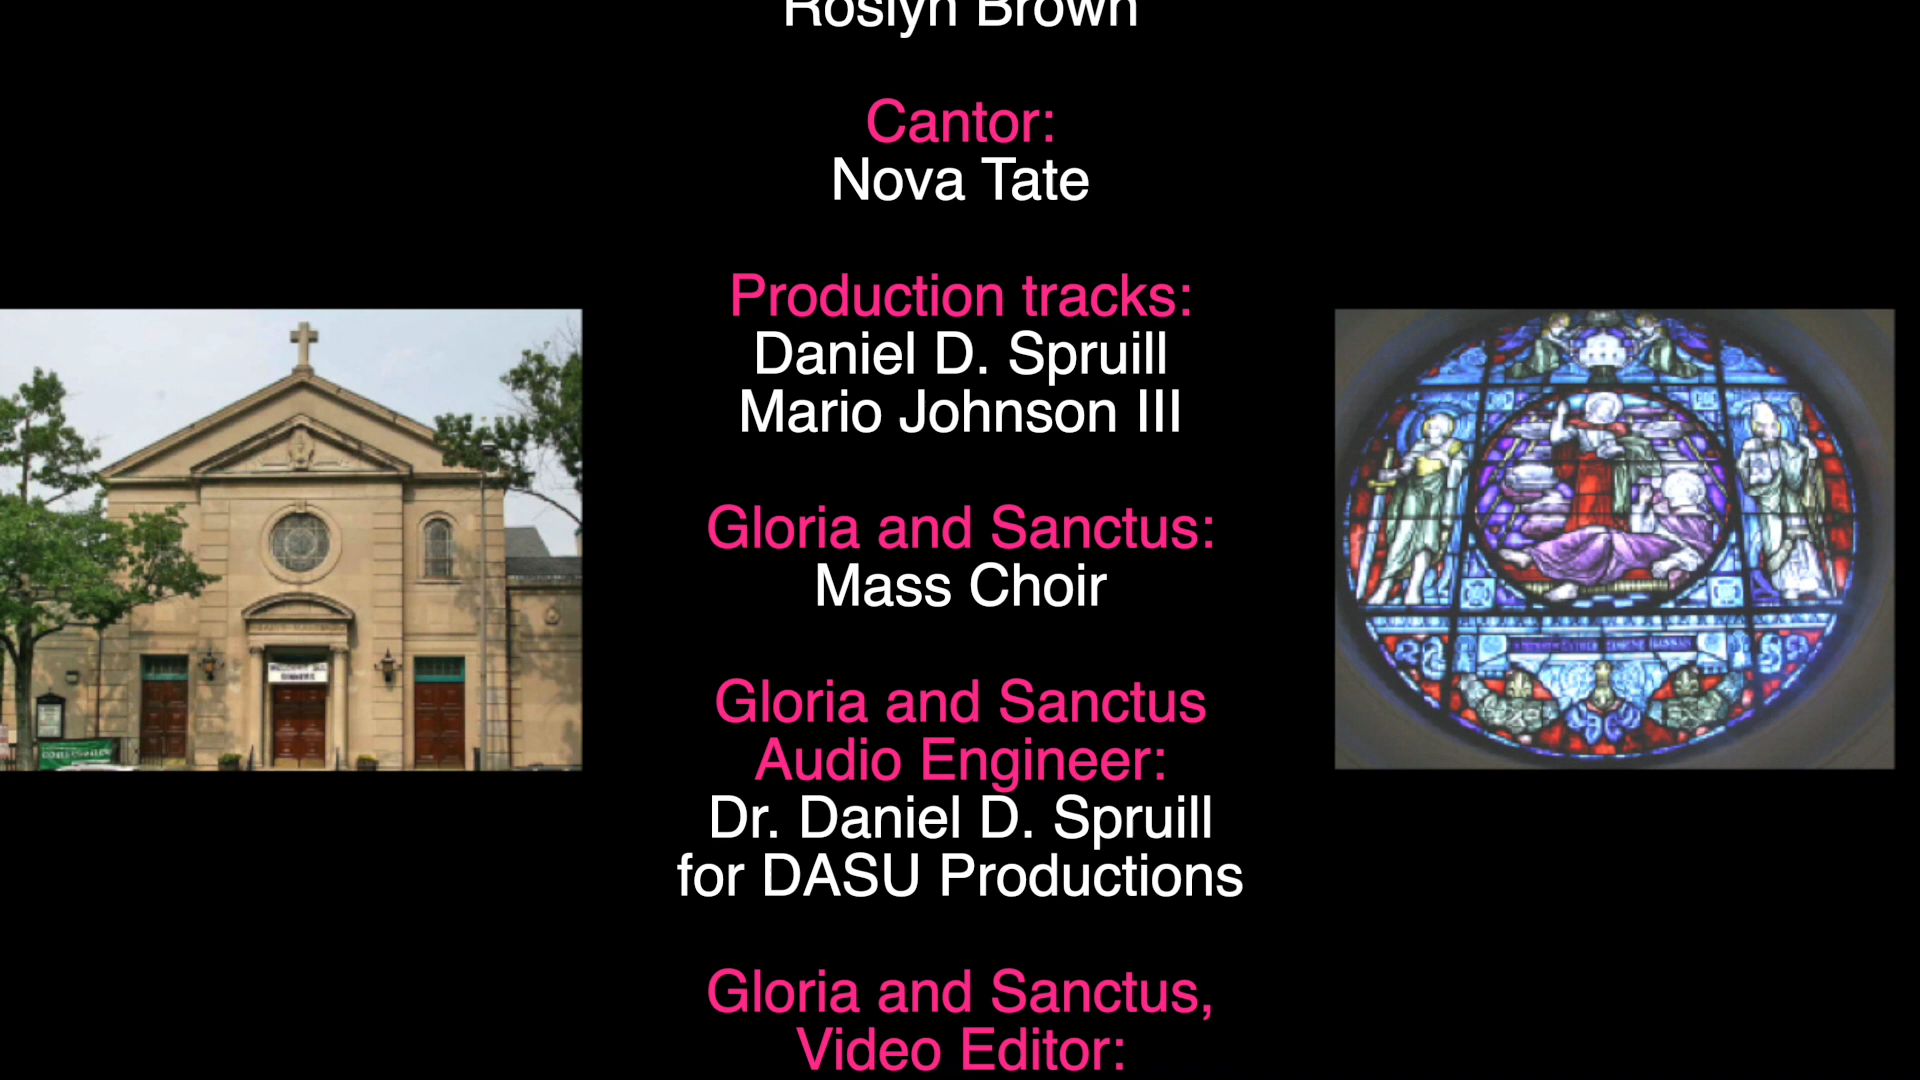 Roslyn Brown
Cantor:
Nova Tate
Production tracks:
Daniel D. Spruill
Mario Johnson III
Gloria and Sanctus:
Mass Choir
Gloria and Sanctus
Audio Engineer:
Dr. Daniel D. Spruill
for DASU Productions
Gloria and Sanctus,
Video Editor: